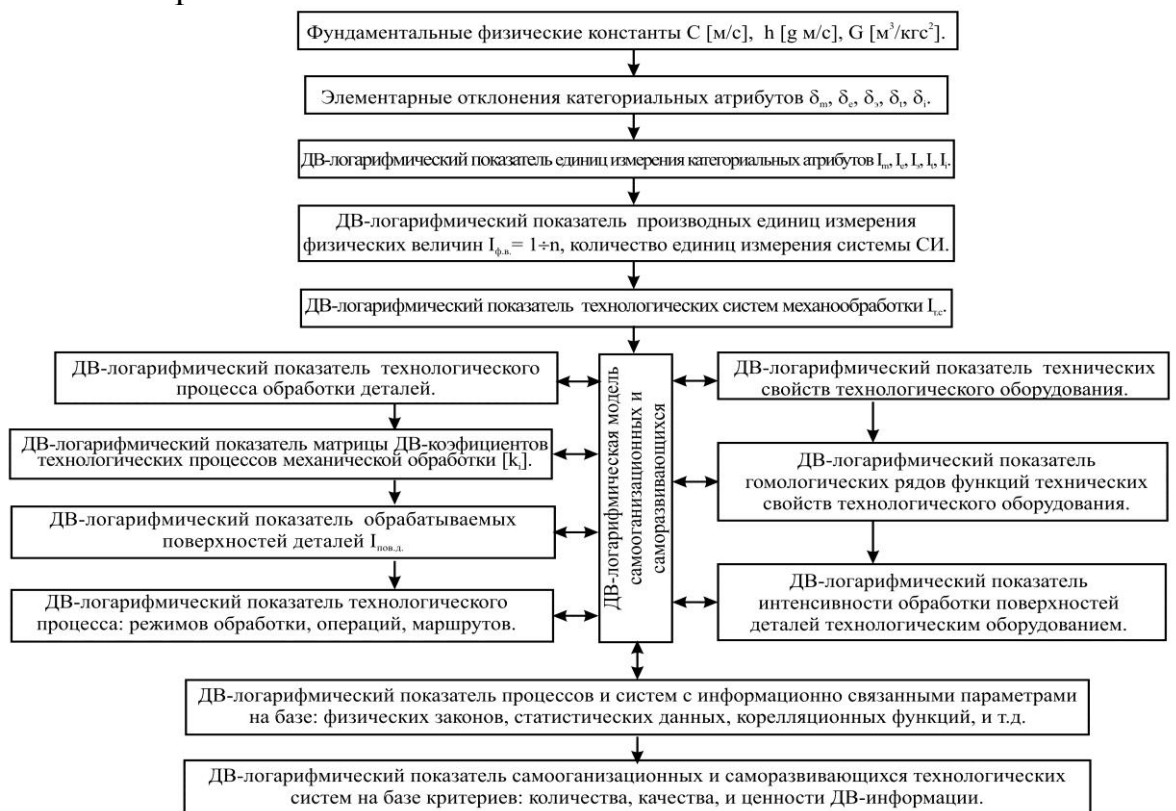 Фундаментальные физические константы С [м/с], h [g м/с], G [м³/кгс²].
Элементарные отклонения категориальных атрибутов δₘ, δₑ, δ₃, δₜ, δᵢ.
ДВ-логарифмический показатель единиц измерения категориальных атрибутов Iₘ, Iₑ, I₃, Iₜ, Iᵢ.
ДВ-логарифмический показатель производных единиц измерения
физических величин Iф.в.= 1÷n, количество единиц измерения системы СИ.
ДВ-логарифмический показатель технологических систем механообработки Iт.с.
ДВ-логарифмический показатель технологического
процесса обработки деталей.
ДВ-логарифмический показатель матрицы ДВ-коэфициентов
технологических процессов механической обработки [kᵢ].
ДВ-логарифмический показатель обрабатываемых
поверхностей деталей Iпов.д.
ДВ-логарифмический показатель технологического
процесса: режимов обработки, операций, маршрутов.
ДВ-логарифмическая модель
самооганизационных и
саморазвивающихся
ДВ-логарифмический показатель технических
свойств технологического оборудования.
ДВ-логарифмический показатель
гомологических рядов функций технических
свойств технологического оборудования.
ДВ-логарифмический показатель
интенсивности обработки поверхностей
деталей технологическим оборудованием.
ДВ-логарифмический показатель процессов и систем с информационно связанными параметрами
на базе: физических законов, статистических данных, корелляционных функций, и т.д.
ДВ-логарифмический показатель самооганизационных и саморазвивающихся технологических
систем на базе критериев: количества, качества, и ценности ДВ-информации.